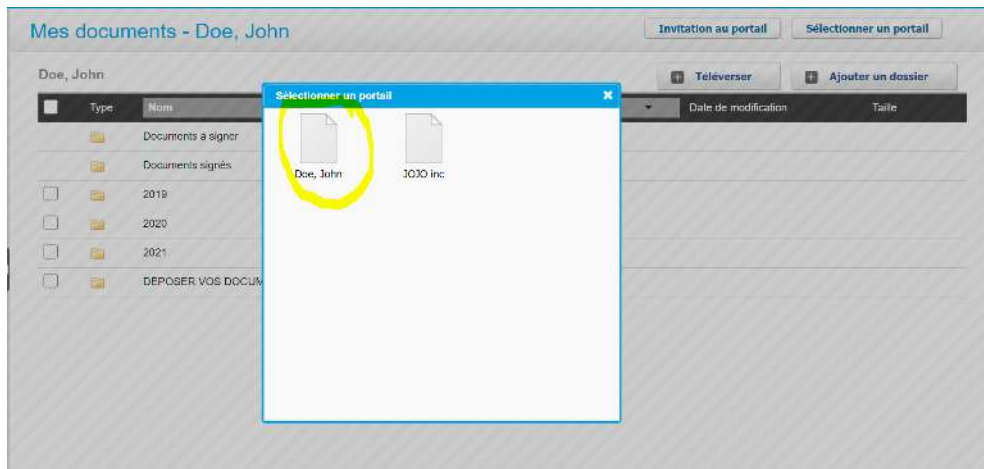 Mes documents - Doe, John
Invitation au portail
Sélectionner un portail
Doe, John
Téléverser
Ajouter un dossier
Type
Nom
Date de modification
Taille
Sélectionner un portail
Doe, John
JOJO inc
Documents à signer
Documents signés
2019
2020
2021
DEPOSER VOS DOCUM